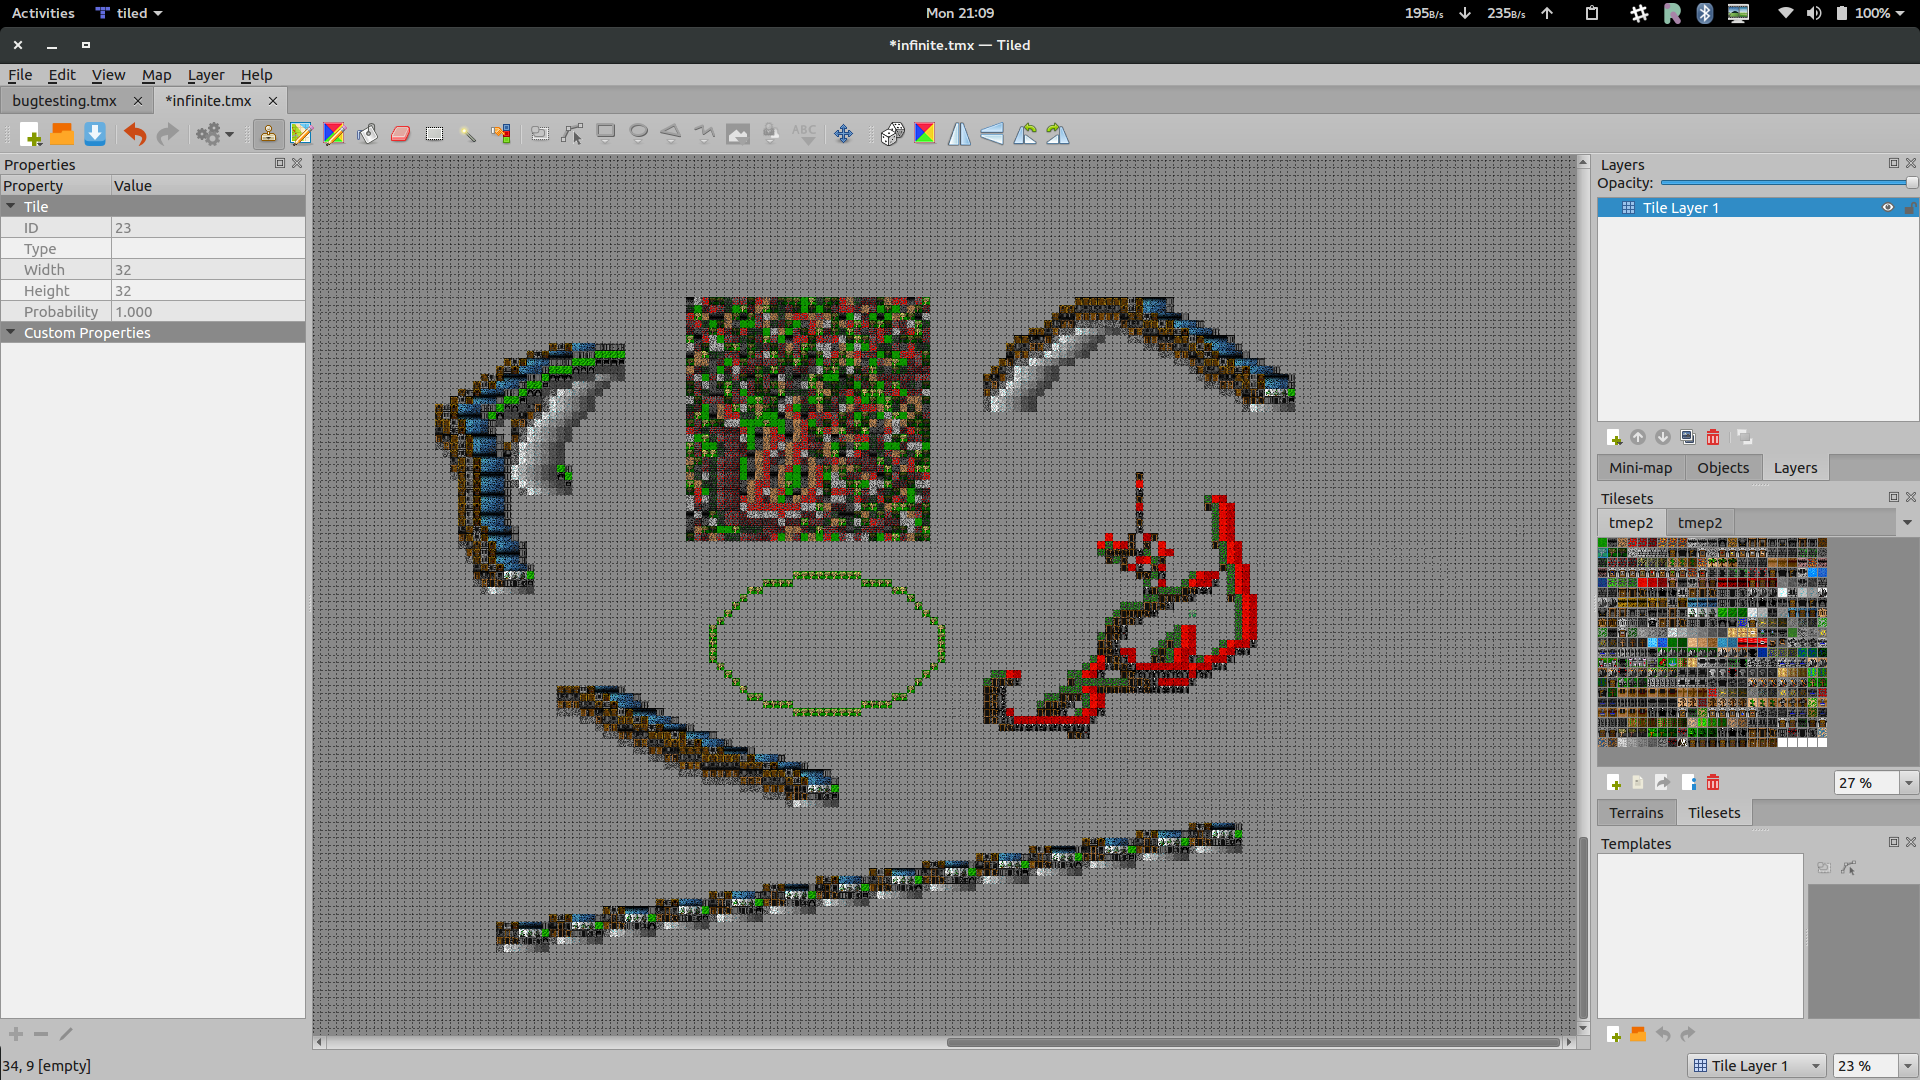 Activities tiled Mon 21:09 195B/s 235B/s 100%
*infinite.tmx — Tiled
File Edit View Map Layer Help
bugtesting.tmx *infinite.tmx
ABC
Properties
Property Value
Tile
ID 23
Type
Width 32
Height 32
Probability 1.000
Custom Properties
Layers
Opacity:
Tile Layer 1
Mini-map Objects Layers
Tilesets
tmep2 tmep2
27 %
Terrains Tilesets
Templates
34, 9 [empty]
Tile Layer 1 23 %